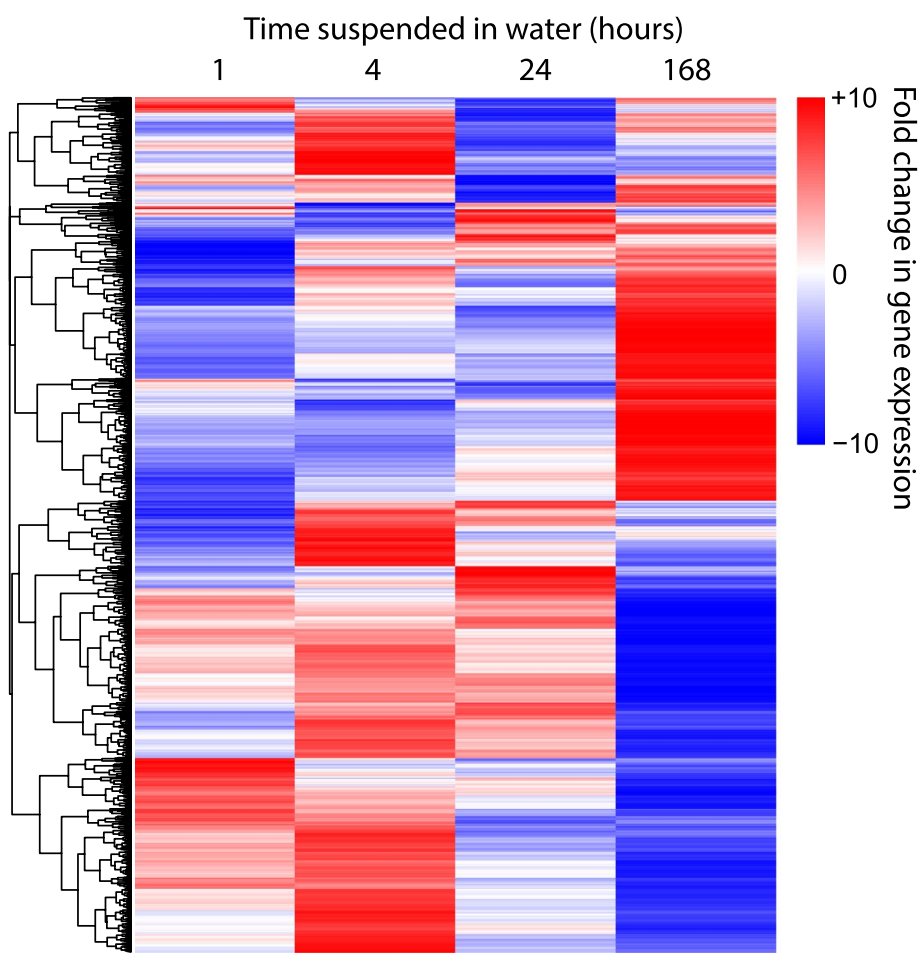 Time suspended in water (hours)
1 4 24 168
+10
0
−10
Fold change in gene expression